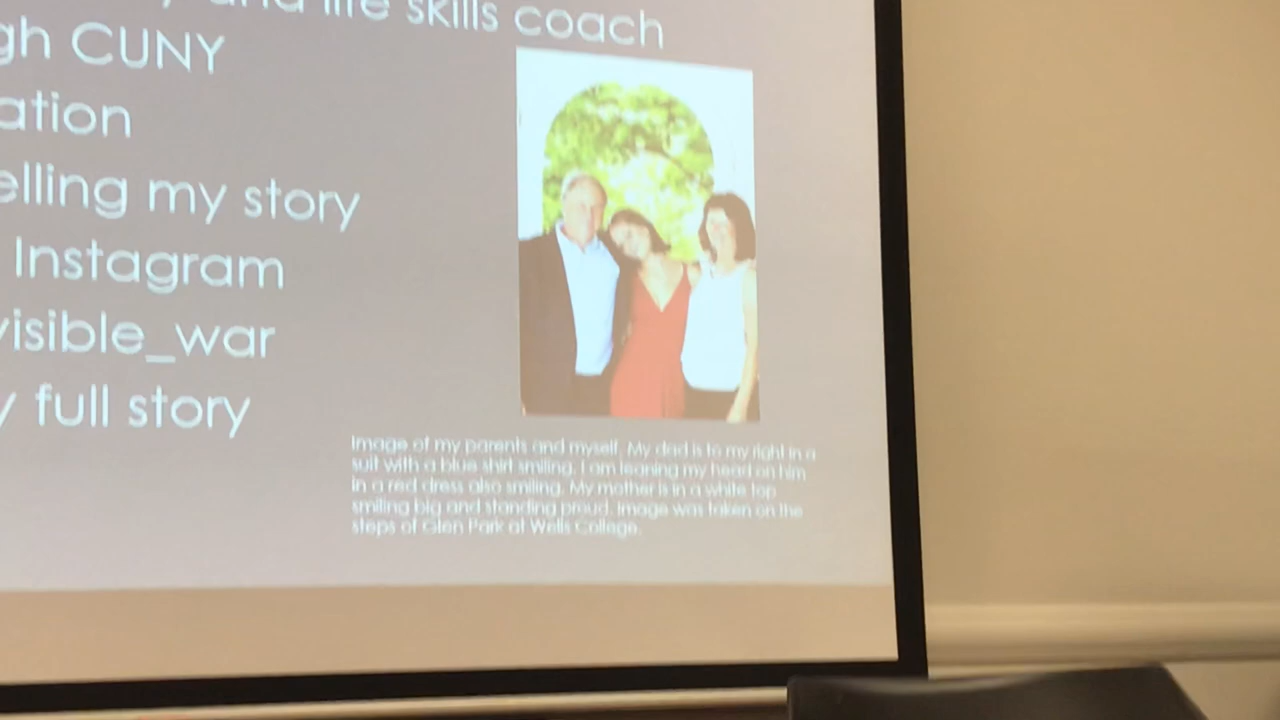 life skills coach
gh CUNY
ation
elling my story
Instagram
visible_war
y full story
Image of my parents and myself. My dad is to my right in a
suit with a blue shirt smiling. I am leaning my head on him
in a red dress also smiling. My mother is in a white top
smiling big and standing proud. Image was taken on the
steps of Glen Park at Wells College.